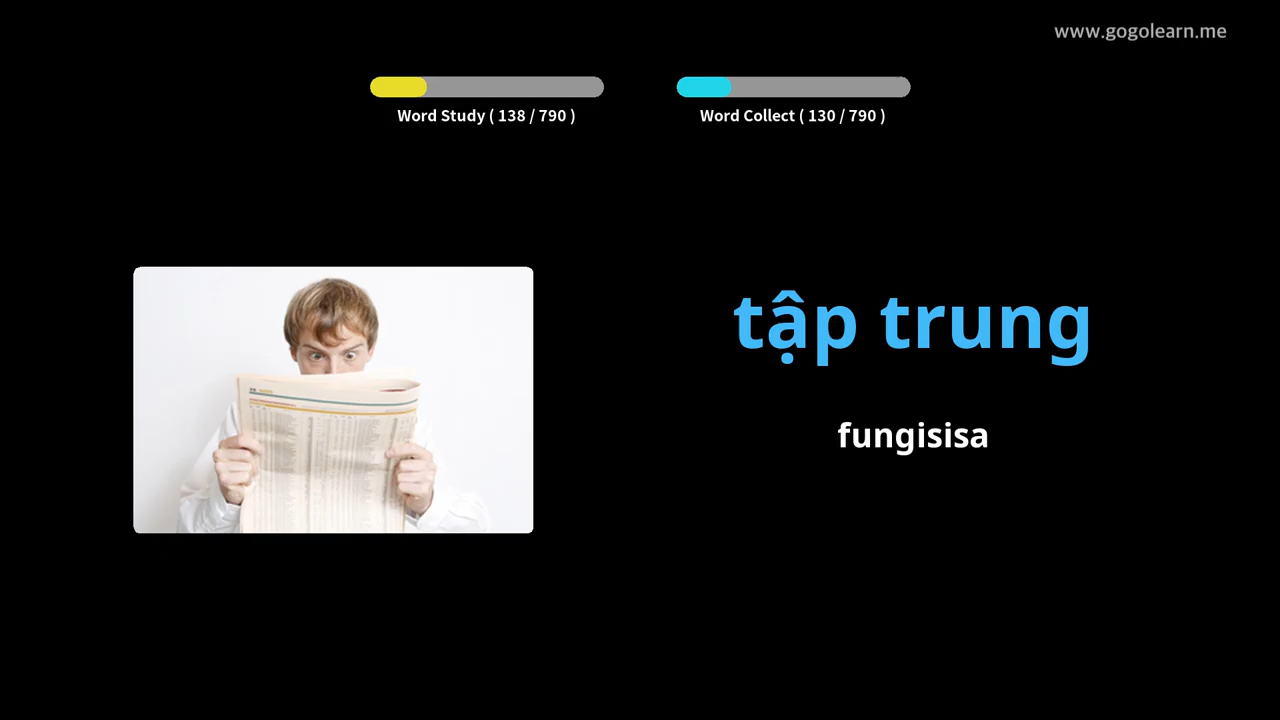 www.gogolearn.me
Word Study ( 138 / 790 )
Word Collect ( 130 / 790 )
tập trung
fungisisa